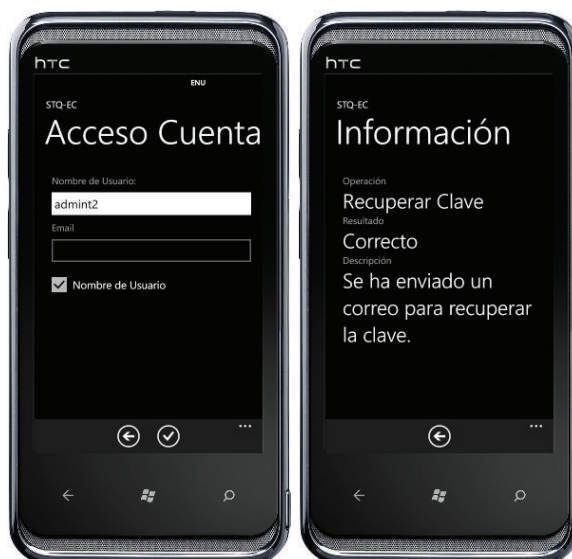 hTC
ENU
STQ-EC
Acceso Cuenta
Nombre de Usuario:
admint2
Email
Nombre de Usuario
hTC
STQ-EC
Información
Operación
Recuperar Clave
Resultado
Correcto
Descripción
Se ha enviado un
correo para recuperar
la clave.